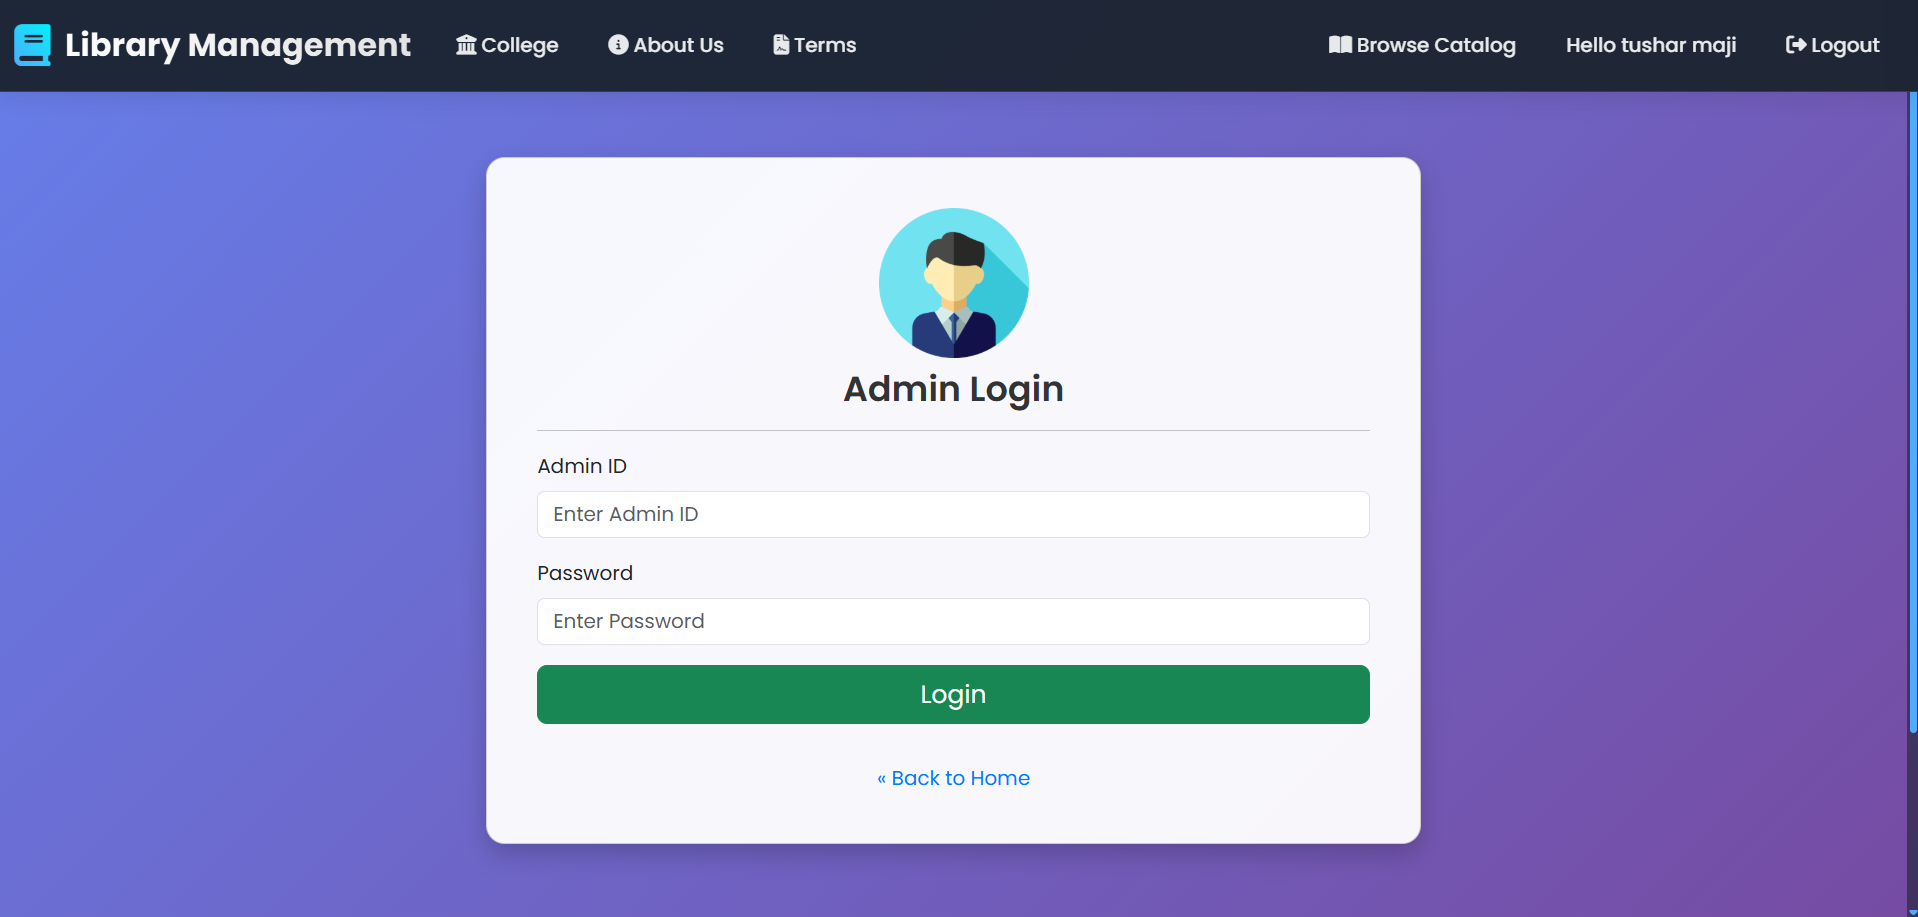 Library Management College About Us Terms Browse Catalog Hello tushar maji Logout
Admin Login
Admin ID
Enter Admin ID
Password
Enter Password
Login
« Back to Home